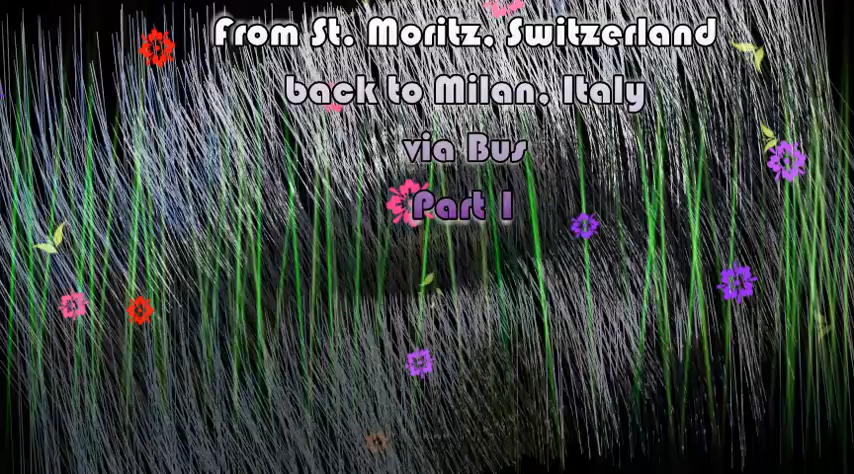 From St. Moritz, Switzerland
back to Milan, Italy
via Bus
Part 1